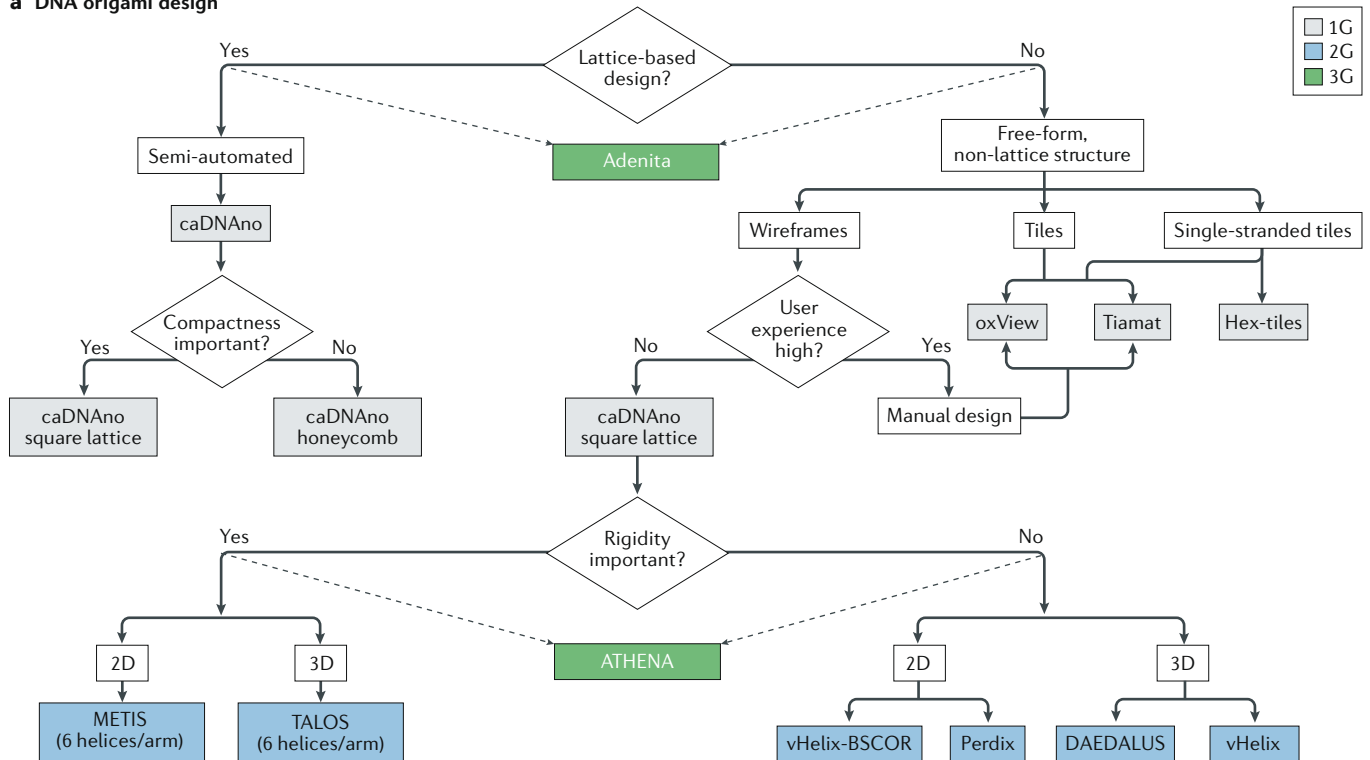 a DNA origami design
1G
2G
3G
Yes
Lattice-based
design?
No
Semi-automated
Adenita
Free-form,
non-lattice structure
caDNAno
Wireframes
Tiles
Single-stranded tiles
Compactness
important?
Yes
No
User
experience
high?
No
Yes
oxView
Tiamat
Hex-tiles
caDNAno
square lattice
caDNAno
honeycomb
caDNAno
square lattice
Manual design
Yes
Rigidity
important?
No
2D
3D
ATHENA
2D
3D
METIS
(6 helices/arm)
TALOS
(6 helices/arm)
vHelix-BSCOR
Perdix
DAEDALUS
vHelix